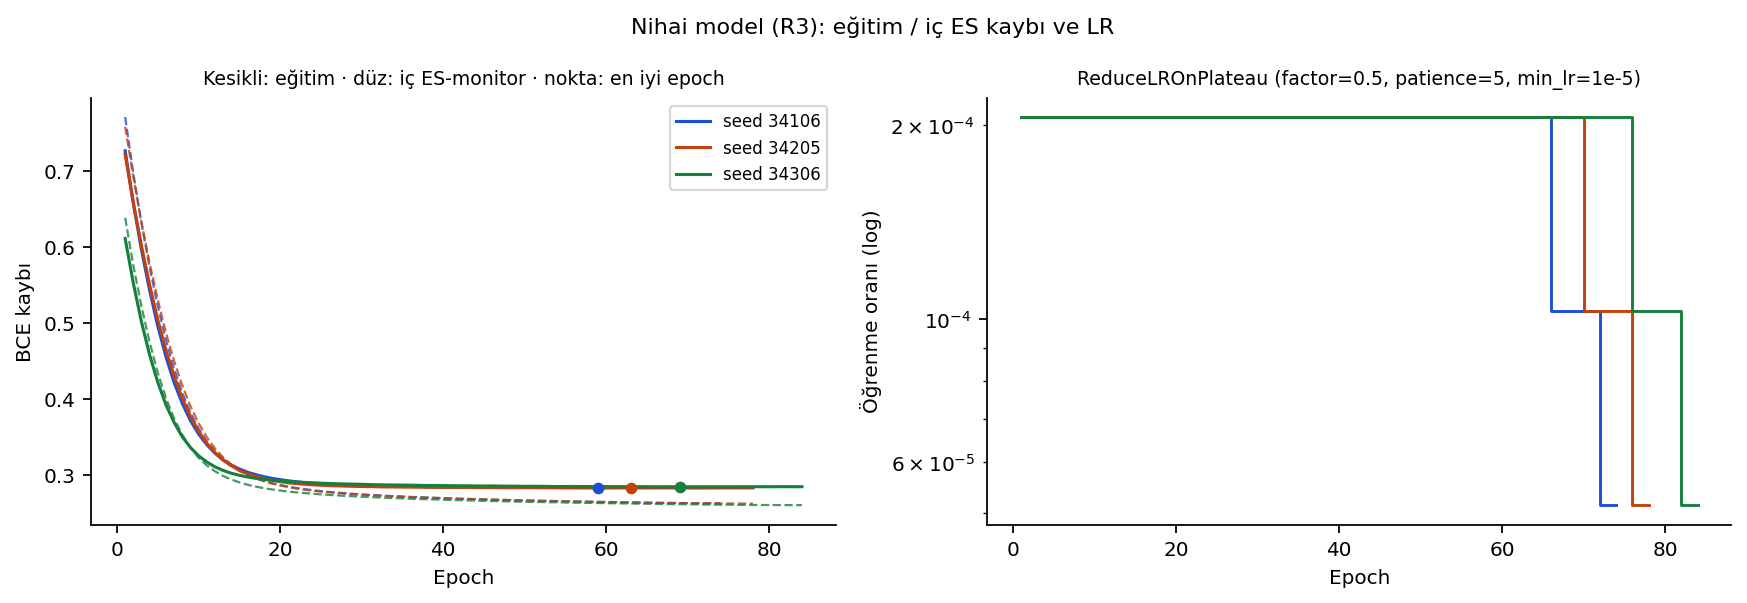 Nihai model (R3): eğitim / iç ES kaybı ve LR
Kesikli: eğitim · düz: iç ES-monitor · nokta: en iyi epoch
BCE kaybı
0.7
0.6
0.5
0.4
0.3
seed 34106
seed 34205
seed 34306
0
20
40
60
80
Epoch
ReduceLROnPlateau (factor=0.5, patience=5, min_lr=1e-5)
Öğrenme oranı (log)
2 × 10⁻⁴
10⁻⁴
6 × 10⁻⁵
0
20
40
60
80
Epoch